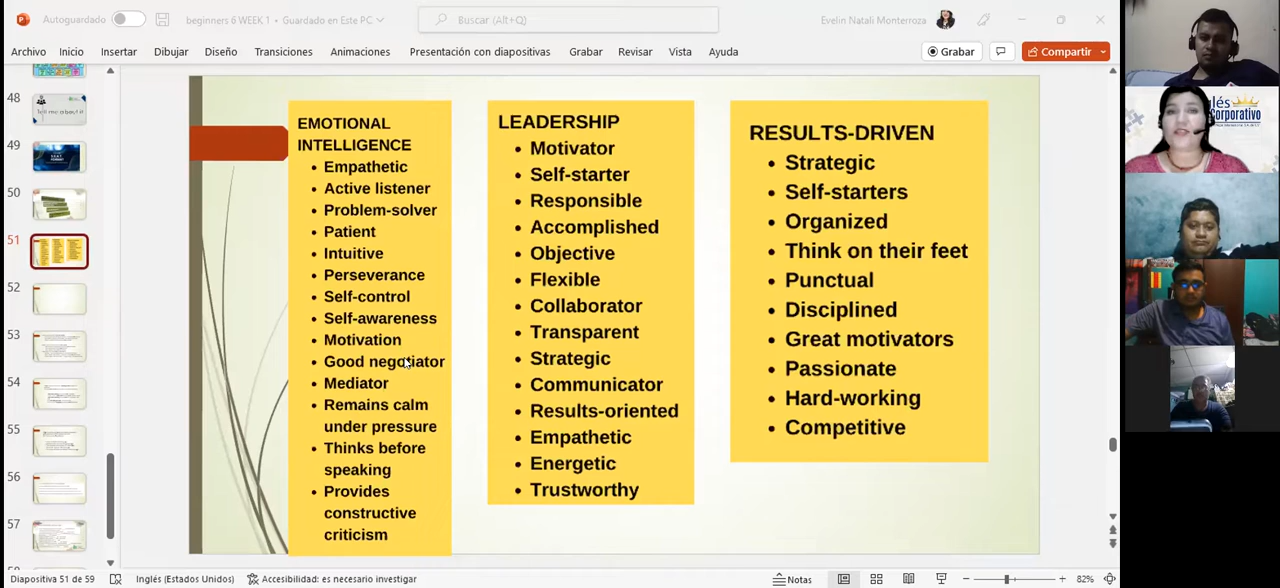 Autoguardado
beginners 6 WEEK 1 • Guardado en Este PC
Buscar (Alt+Q)
Evelin Natali Monterroza
Archivo Inicio Insertar Dibujar Diseño Transiciones Animaciones Presentación con diapositivas Grabar Revisar Vista Ayuda
Grabar
Compartir
48
49
50
51
52
53
54
55
56
57
EMOTIONAL
INTELLIGENCE
• Empathetic
• Active listener
• Problem-solver
• Patient
• Intuitive
• Perseverance
• Self-control
• Self-awareness
• Motivation
• Good negotiator
• Mediator
• Remains calm
under pressure
• Thinks before
speaking
• Provides
constructive
criticism
LEADERSHIP
• Motivator
• Self-starter
• Responsible
• Accomplished
• Objective
• Flexible
• Collaborator
• Transparent
• Strategic
• Communicator
• Results-oriented
• Empathetic
• Energetic
• Trustworthy
RESULTS-DRIVEN
• Strategic
• Self-starters
• Organized
• Think on their feet
• Punctual
• Disciplined
• Great motivators
• Passionate
• Hard-working
• Competitive
Diapositiva 51 de 59
Inglés (Estados Unidos)
Accesibilidad: es necesario investigar
Notas
82%